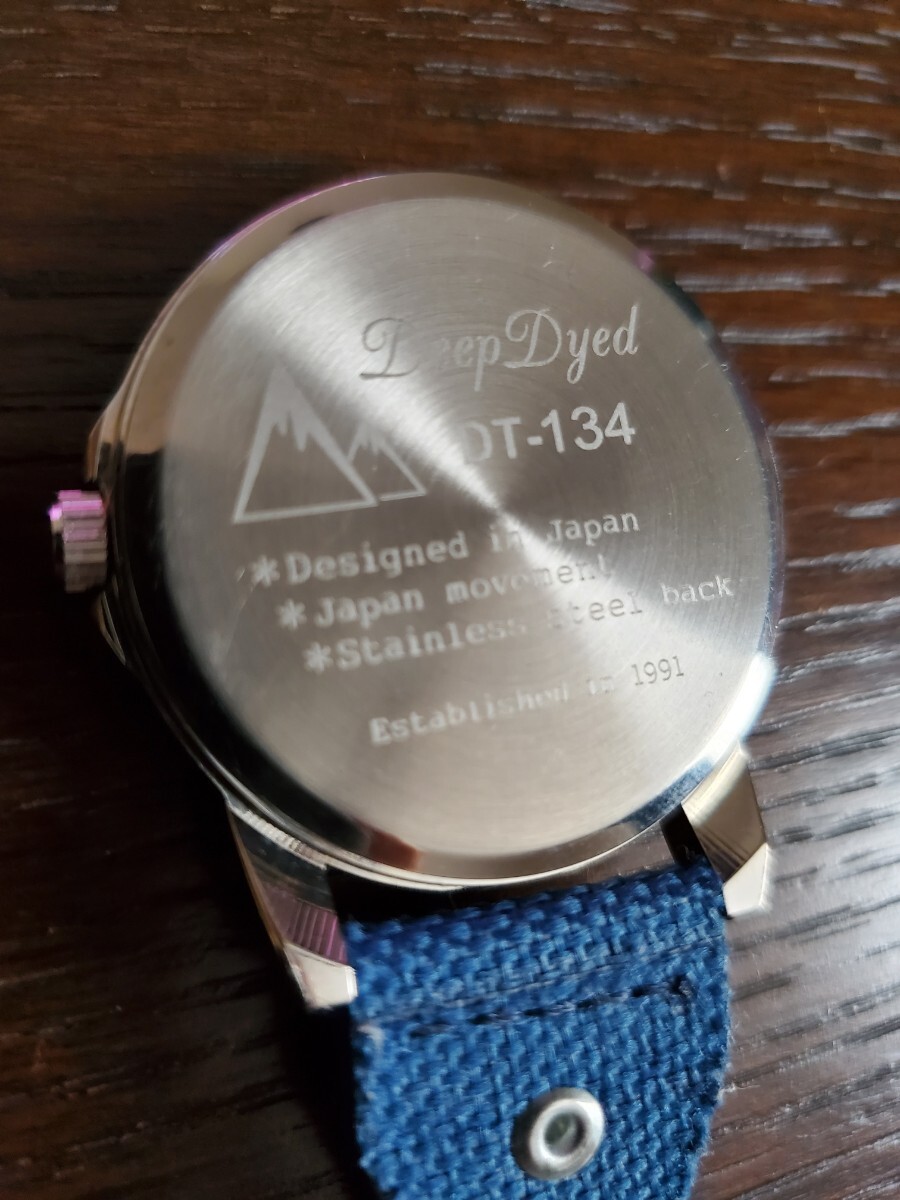 DeepDyed
DT-134
*Designed in Japan
*Japan movement
*Stainless steel back
Established in 1991